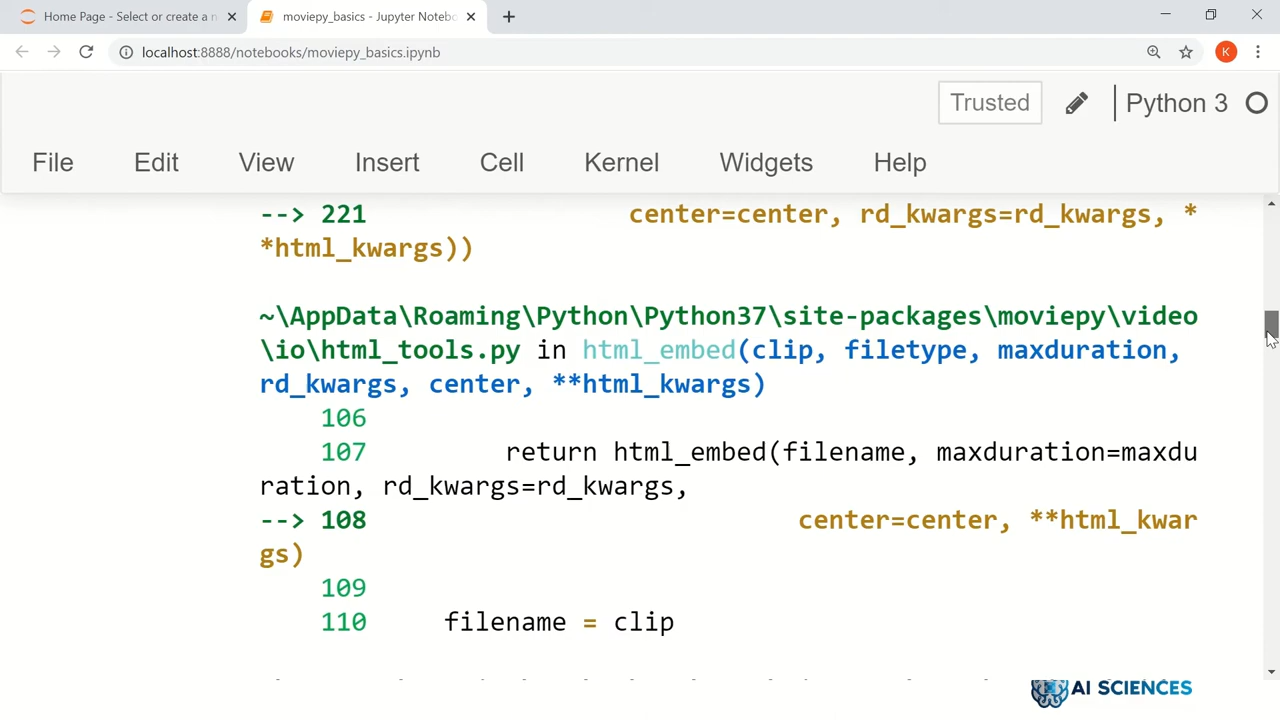 Home Page - Select or create a n
moviepy_basics - Jupyter Notebo
localhost:8888/notebooks/moviepy_basics.ipynb
K
Trusted
Python 3
File Edit View Insert Cell Kernel Widgets Help
--> 221 center=center, rd_kwargs=rd_kwargs, *
*html_kwargs))
~\AppData\Roaming\Python\Python37\site-packages\moviepy\video
\io\html_tools.py in html_embed(clip, filetype, maxduration,
rd_kwargs, center, **html_kwargs)
106
107 return html_embed(filename, maxduration=maxdu
ration, rd_kwargs=rd_kwargs,
--> 108 center=center, **html_kwar
gs)
109
110 filename = clip
AI SCIENCES